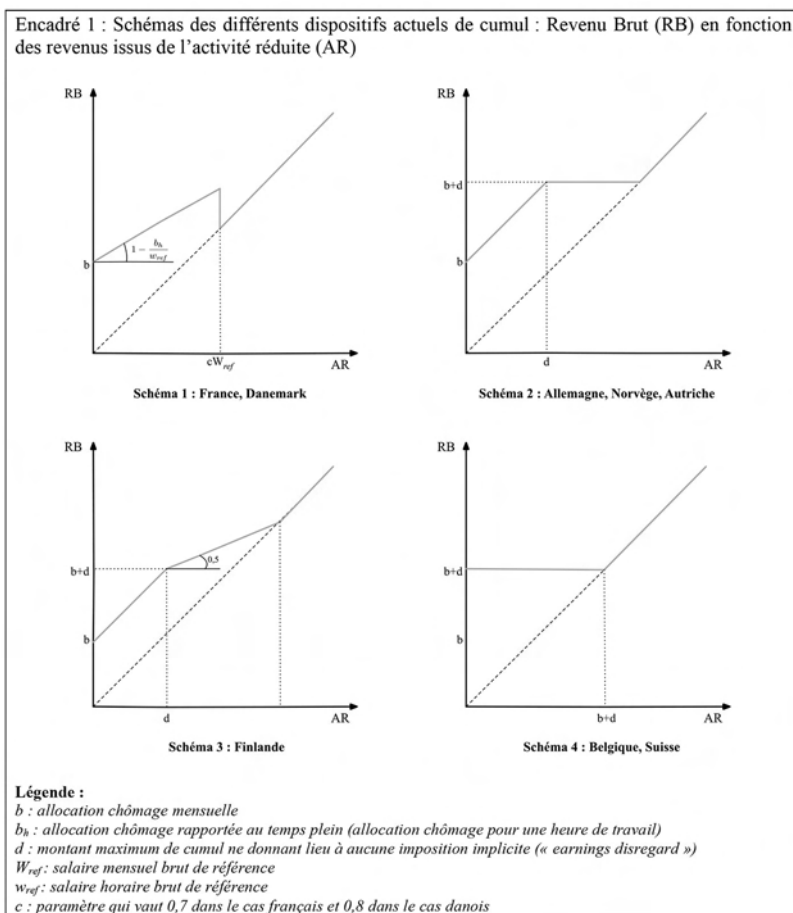 Encadré 1 : Schémas des différents dispositifs actuels de cumul : Revenu Brut (RB) en fonction
des revenus issus de l'activité réduite (AR)
RB
1 − b_h/w_ref
b
cW_ref
AR
Schéma 1 : France, Danemark
RB
b+d
b
d
AR
Schéma 2 : Allemagne, Norvège, Autriche
RB
b+d
0,5
b
d
AR
Schéma 3 : Finlande
RB
b+d
b
b+d
AR
Schéma 4 : Belgique, Suisse
Légende :
b : allocation chômage mensuelle
b_h : allocation chômage rapportée au temps plein (allocation chômage pour une heure de travail)
d : montant maximum de cumul ne donnant lieu à aucune imposition implicite (« earnings disregard »)
W_ref : salaire mensuel brut de référence
w_ref : salaire horaire brut de référence
c : paramètre qui vaut 0,7 dans le cas français et 0,8 dans le cas danois